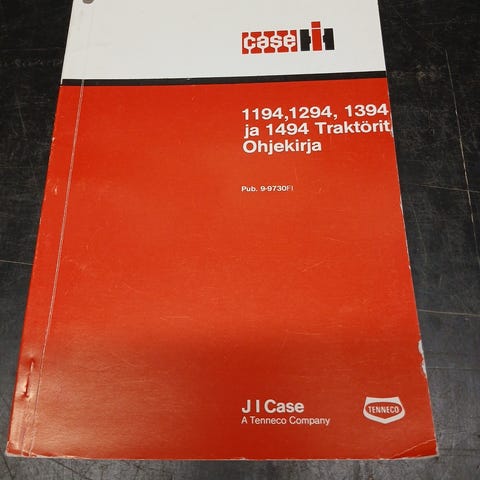 case IH
1194,1294, 1394
ja 1494 Traktörit
Ohjekirja
Pub. 9-9730FI
J I Case
A Tenneco Company
TENNECO